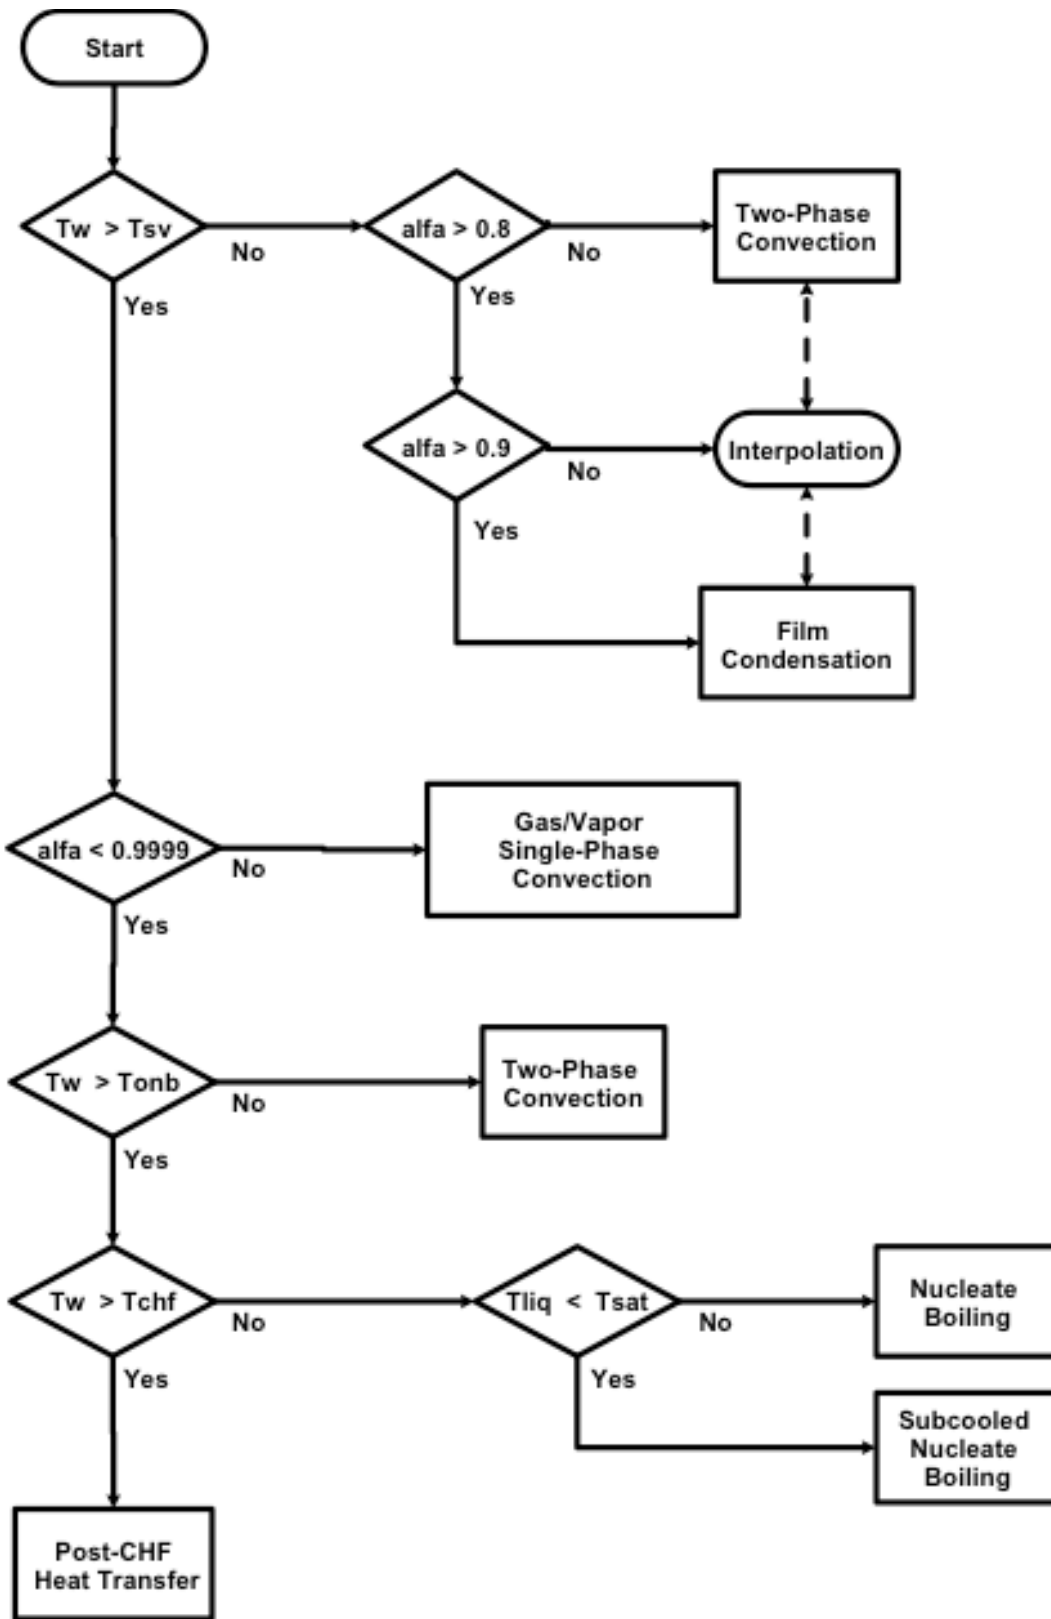 Start
Tw > Tsv
No
Yes
alfa > 0.8
No
Yes
Two-Phase
Convection
alfa > 0.9
No
Yes
Interpolation
Film
Condensation
alfa < 0.9999
No
Yes
Gas/Vapor
Single-Phase
Convection
Tw > Tonb
No
Yes
Two-Phase
Convection
Tw > Tchf
No
Yes
Tliq < Tsat
No
Yes
Nucleate
Boiling
Subcooled
Nucleate
Boiling
Post-CHF
Heat Transfer